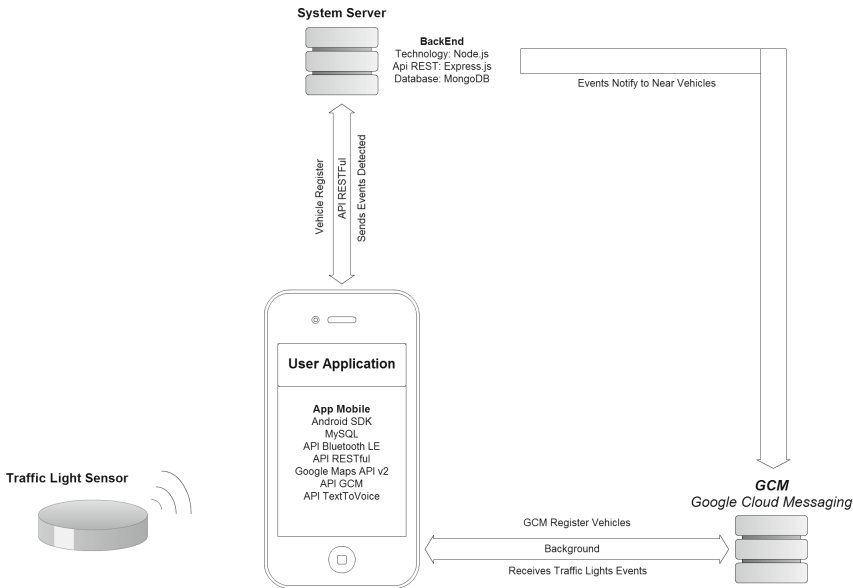 System Server
BackEnd
Technology: Node.js
Api REST: Express.js
Database: MongoDB
Events Notify to Near Vehicles
Vehicle Register
API RESTFul
Sends Events Detected
User Application
App Mobile
Android SDK
MySQL
API Bluetooth LE
API RESTful
Google Maps API v2
API GCM
API TextToVoice
Traffic Light Sensor
GCM
Google Cloud Messaging
GCM Register Vehicles
Background
Receives Traffic Lights Events